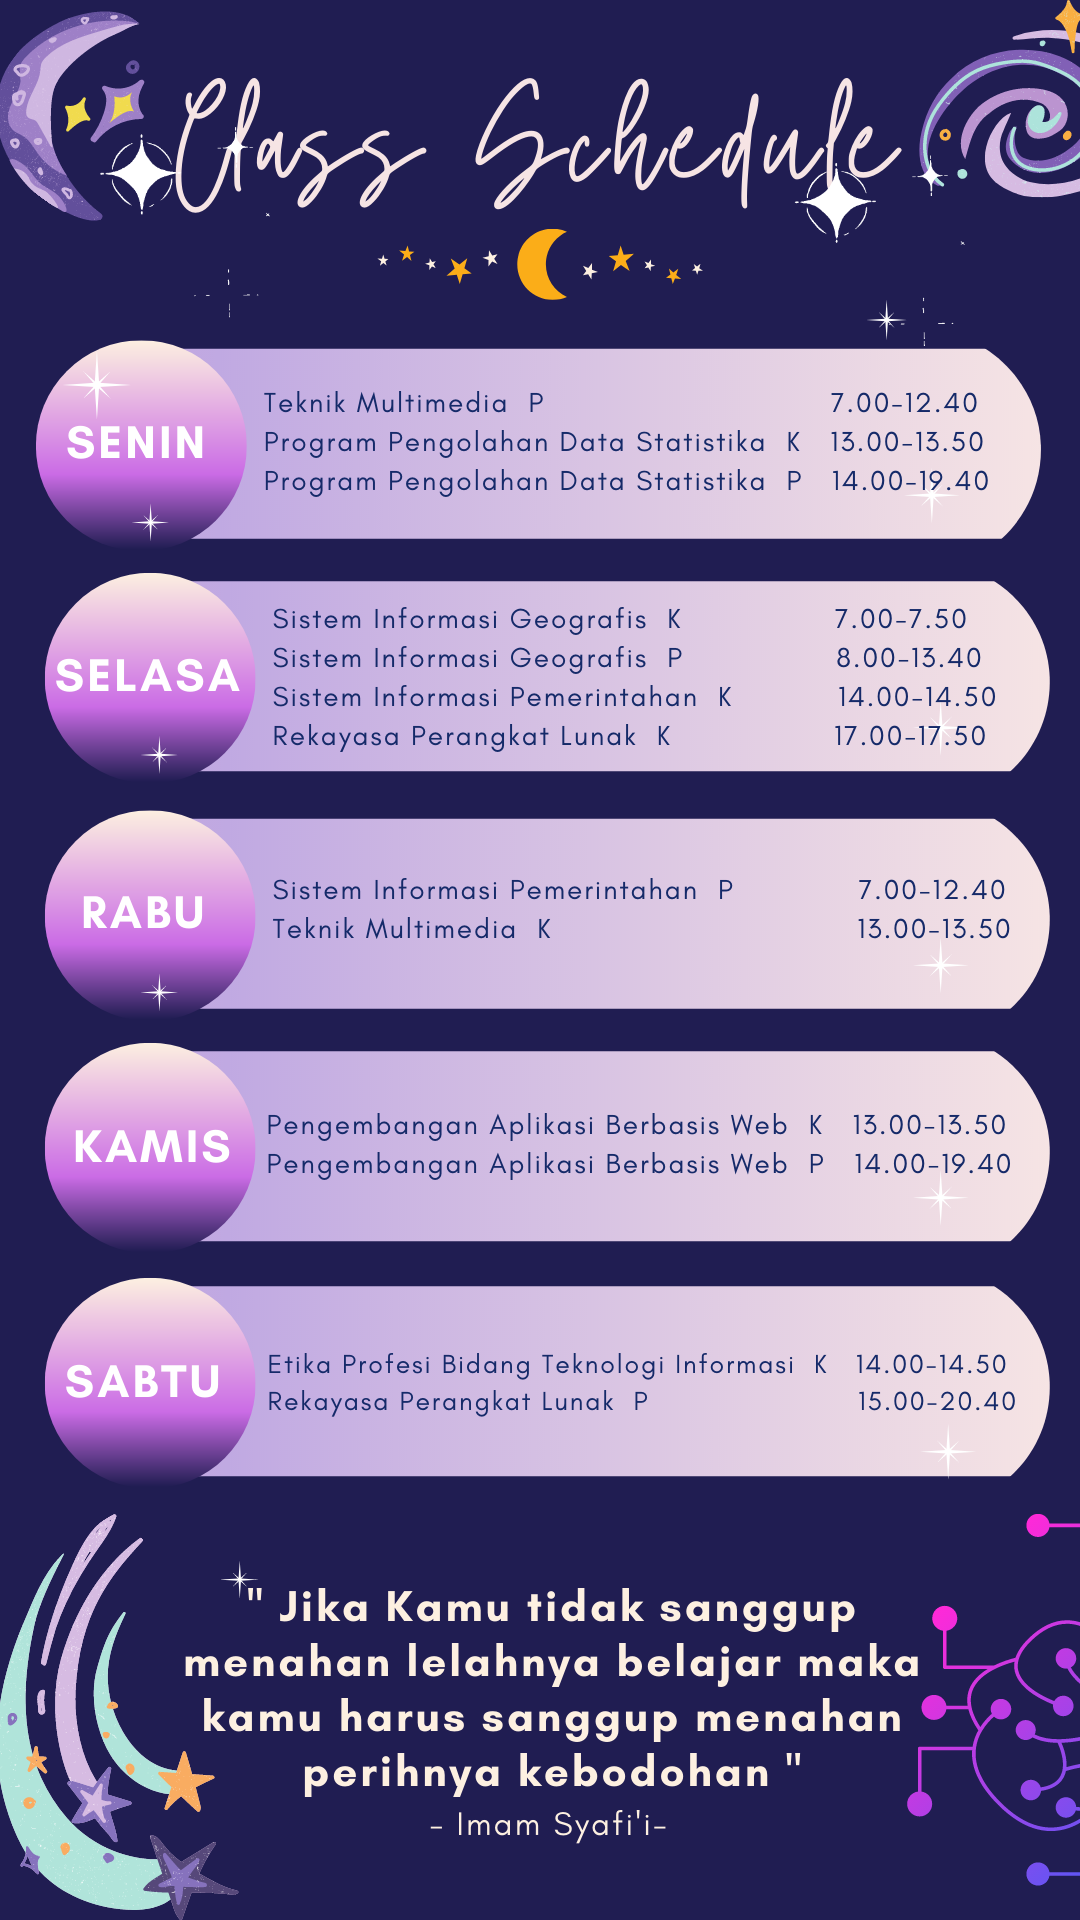 Class Schedule
SENIN
Teknik Multimedia P 7.00-12.40
Program Pengolahan Data Statistika K 13.00-13.50
Program Pengolahan Data Statistika P 14.00-19.40
SELASA
Sistem Informasi Geografis K 7.00-7.50
Sistem Informasi Geografis P 8.00-13.40
Sistem Informasi Pemerintahan K 14.00-14.50
Rekayasa Perangkat Lunak K 17.00-17.50
RABU
Sistem Informasi Pemerintahan P 7.00-12.40
Teknik Multimedia K 13.00-13.50
KAMIS
Pengembangan Aplikasi Berbasis Web K 13.00-13.50
Pengembangan Aplikasi Berbasis Web P 14.00-19.40
SABTU
Etika Profesi Bidang Teknologi Informasi K 14.00-14.50
Rekayasa Perangkat Lunak P 15.00-20.40
" Jika Kamu tidak sanggup
menahan lelahnya belajar maka
kamu harus sanggup menahan
perihnya kebodohan "
- Imam Syafi'i-